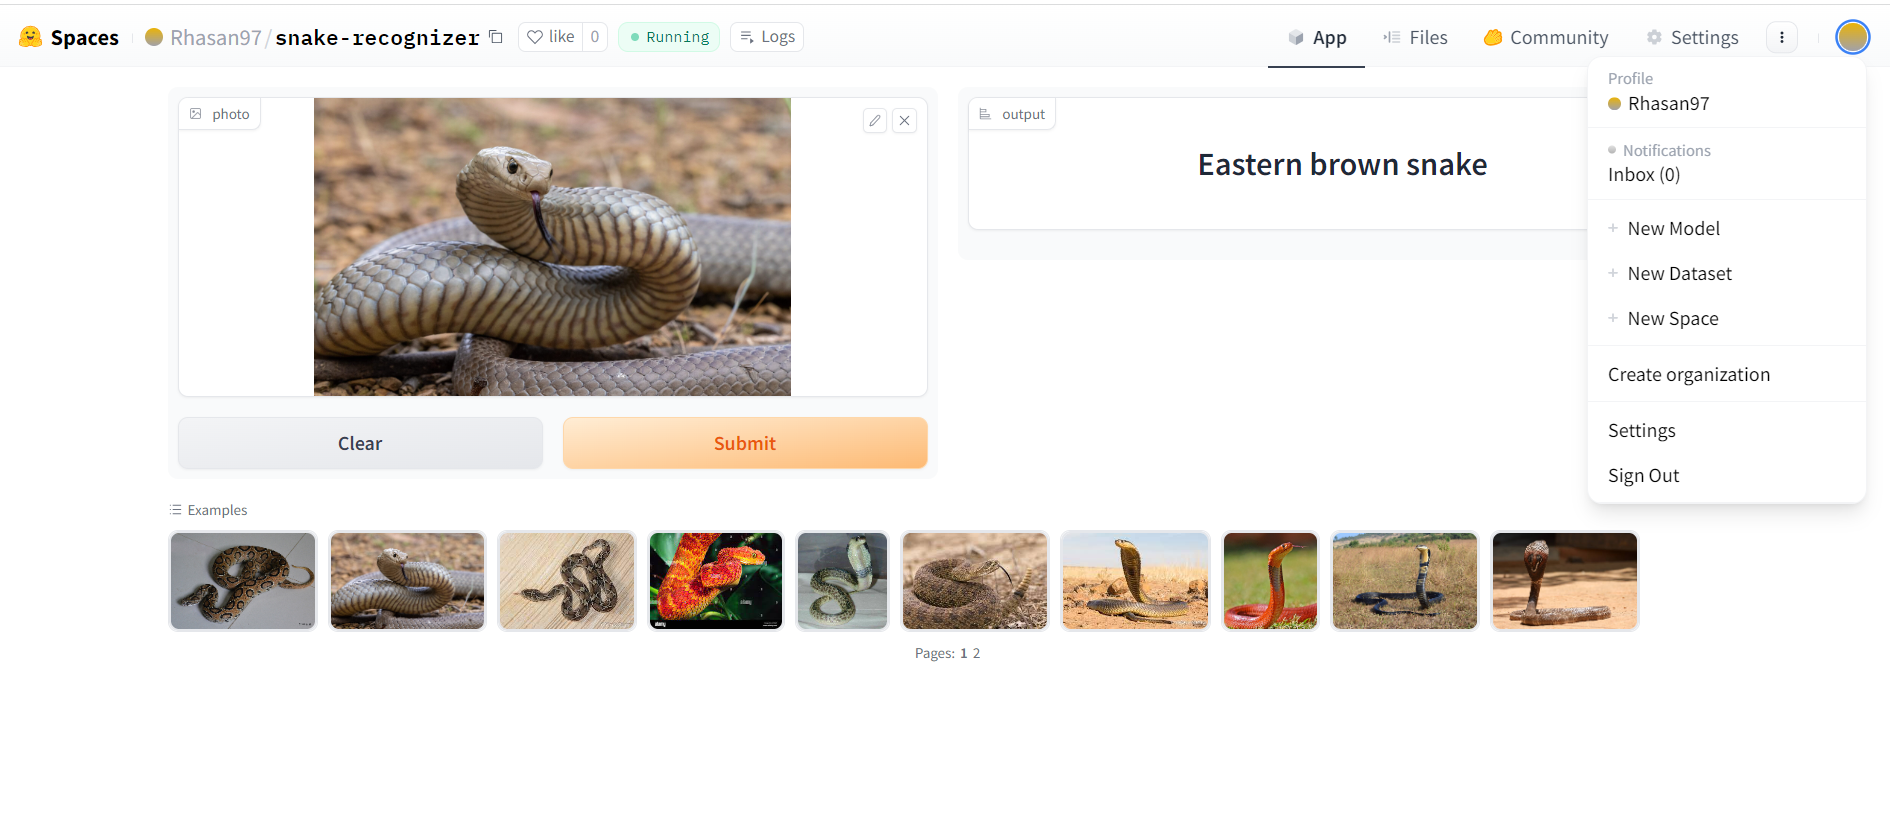 Spaces
Rhasan97/snake-recognizer
like 0
Running
Logs
App
Files
Community
Settings
photo
output
Eastern brown snake
Profile
Rhasan97
Notifications
Inbox (0)
+ New Model
+ New Dataset
+ New Space
Create organization
Settings
Sign Out
Clear
Submit
Examples
alamy
Pages: 1 2